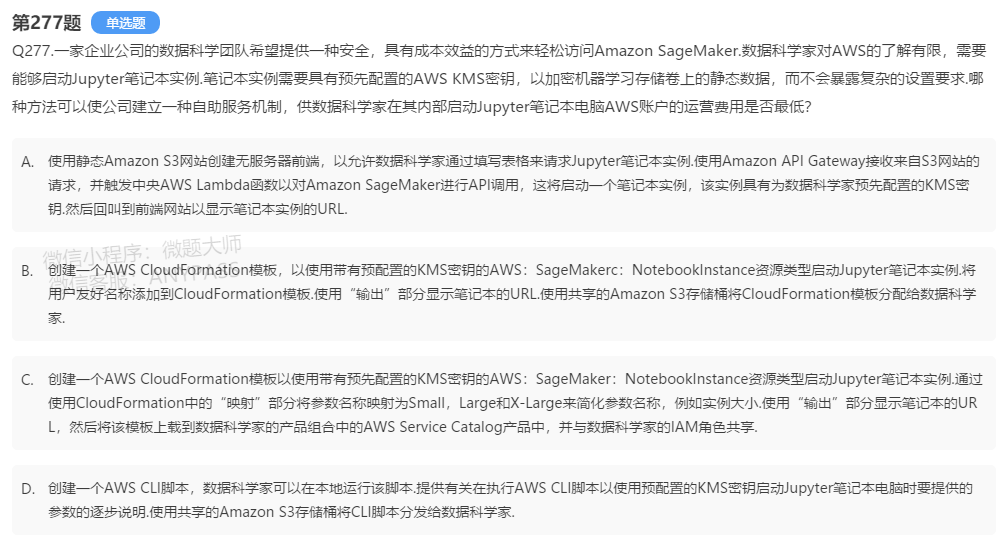 第277题 单选题
Q277.一家企业公司的数据科学团队希望提供一种安全，具有成本效益的方式来轻松访问Amazon SageMaker.数据科学家对AWS的了解有限，需要
能够启动Jupyter笔记本实例.笔记本实例需要具有预先配置的AWS KMS密钥，以加密机器学习存储卷上的静态数据，而不会暴露复杂的设置要求.哪
种方法可以使公司建立一种自助服务机制，供数据科学家在其内部启动Jupyter笔记本电脑AWS账户的运营费用是否最低？
A. 使用静态Amazon S3网站创建无服务器前端，以允许数据科学家通过填写表格来请求Jupyter笔记本实例.使用Amazon API Gateway接收来自S3网站的
请求，并触发中央AWS Lambda函数以对Amazon SageMaker进行API调用，这将启动一个笔记本实例，该实例具有为数据科学家预先配置的KMS密
钥.然后回叫到前端网站以显示笔记本实例的URL.
微信小程序：微题大师
微信客服：ANYPASS
B. 创建一个AWS CloudFormation模板，以使用带有预配置的KMS密钥的AWS：SageMakerc：NotebookInstance资源类型启动Jupyter笔记本实例.将
用户友好名称添加到CloudFormation模板.使用“输出”部分显示笔记本的URL.使用共享的Amazon S3存储桶将CloudFormation模板分配给数据科学
家.
C. 创建一个AWS CloudFormation模板以使用带有预先配置的KMS密钥的AWS：SageMaker：NotebookInstance资源类型启动Jupyter笔记本实例.通过
使用CloudFormation中的“映射”部分将参数名称映射为Small，Large和X-Large来简化参数名称，例如实例大小.使用“输出”部分显示笔记本的UR
L，然后将该模板上载到数据科学家的产品组合中的AWS Service Catalog产品中，并与数据科学家的IAM角色共享.
D. 创建一个AWS CLI脚本，数据科学家可以在本地运行该脚本.提供有关在执行AWS CLI脚本以使用预配置的KMS密钥启动Jupyter笔记本电脑时要提供的
参数的逐步说明.使用共享的Amazon S3存储桶将CLI脚本分发给数据科学家.